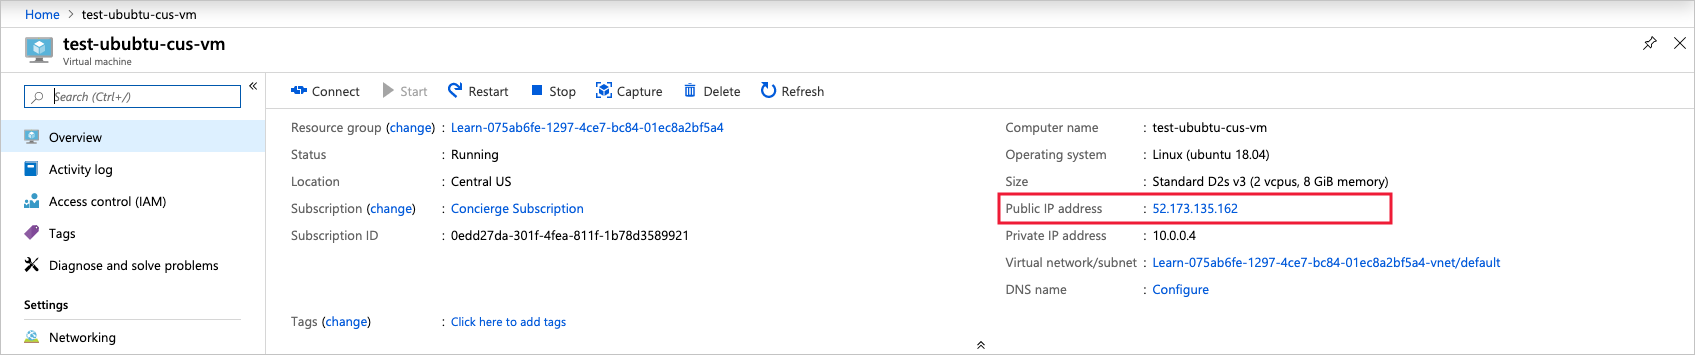 Home > test-ububtu-cus-vm
test-ububtu-cus-vm
Virtual machine
Search (Ctrl+/)
«
Overview
Activity log
Access control (IAM)
Tags
Diagnose and solve problems
Settings
Networking
Connect Start Restart Stop Capture Delete Refresh
Resource group (change) : Learn-075ab6fe-1297-4ce7-bc84-01ec8a2bf5a4
Status : Running
Location : Central US
Subscription (change) : Concierge Subscription
Subscription ID : 0edd27da-301f-4fea-811f-1b78d3589921
Tags (change) : Click here to add tags
Computer name : test-ububtu-cus-vm
Operating system : Linux (ubuntu 18.04)
Size : Standard D2s v3 (2 vcpus, 8 GiB memory)
Public IP address : 52.173.135.162
Private IP address : 10.0.0.4
Virtual network/subnet : Learn-075ab6fe-1297-4ce7-bc84-01ec8a2bf5a4-vnet/default
DNS name : Configure